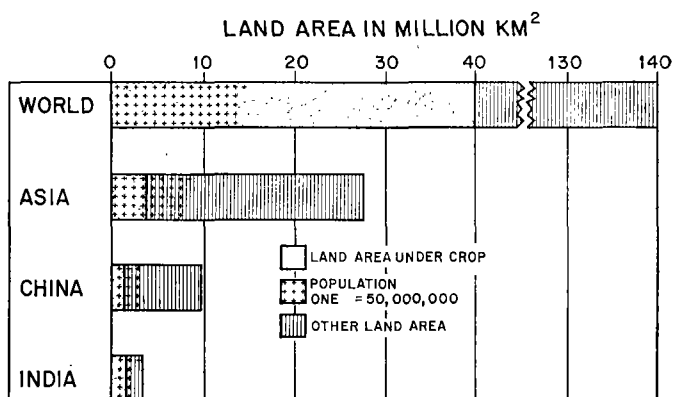 LAND AREA IN MILLION KM²
0 10 20 30 40 130 140
WORLD
ASIA
LAND AREA UNDER CROP
CHINA
POPULATION
ONE = 50,000,000
OTHER LAND AREA
INDIA